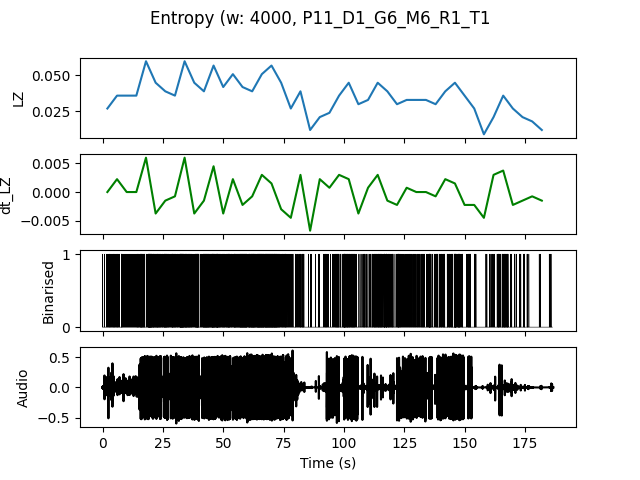 Entropy (w: 4000, P11_D1_G6_M6_R1_T1
0.050
0.025
LZ
0.005
0.000
−0.005
dt_LZ
1
0
Binarised
0.5
0.0
−0.5
Audio
0 25 50 75 100 125 150 175
Time (s)